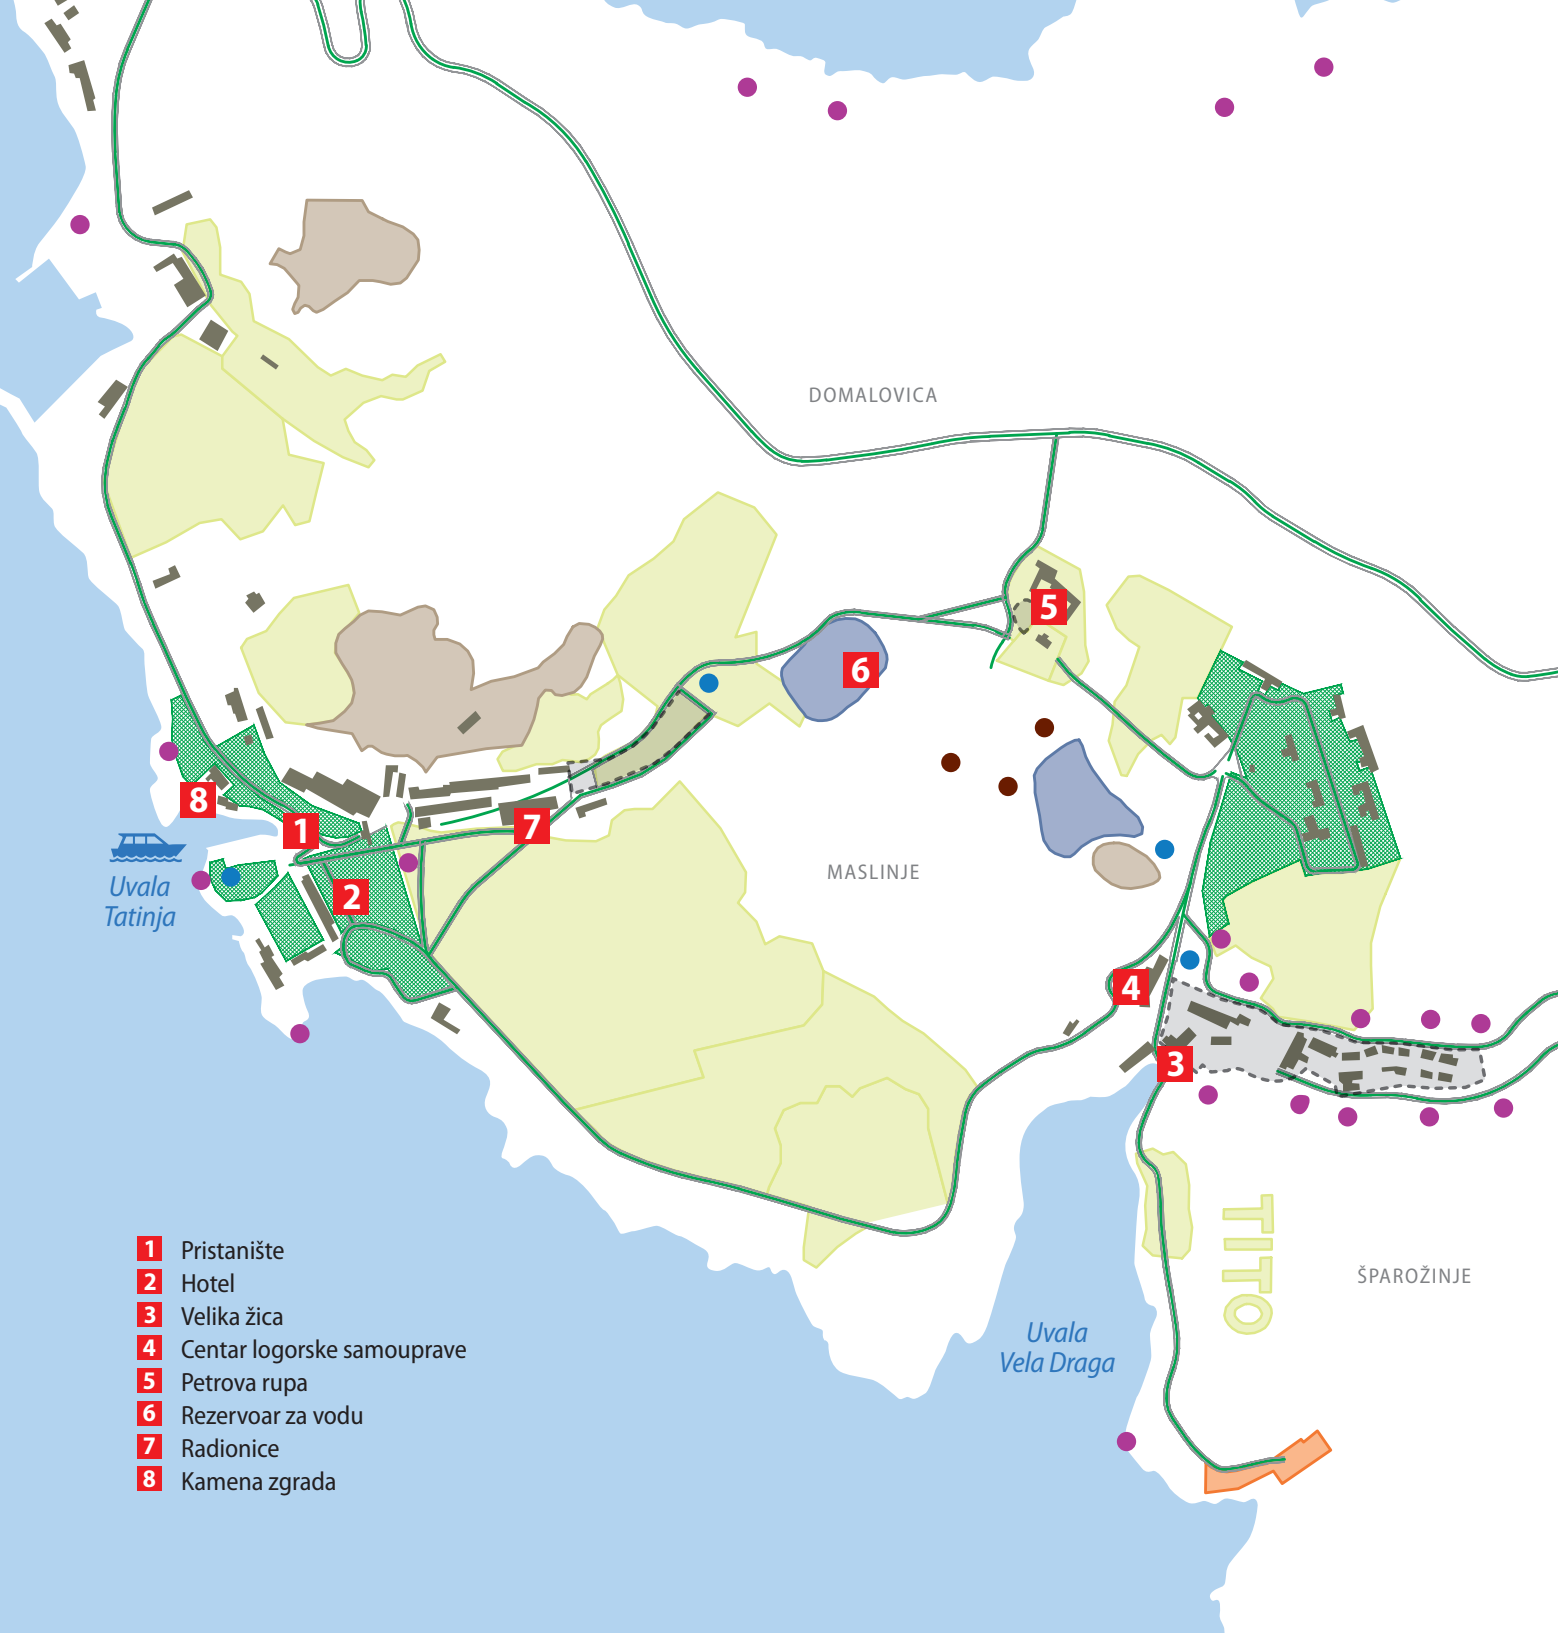 DOMALOVICA
5
6
MASLINJE
8
1
7
Uvala
Tatinja
2
4
3
TITO
ŠPAROŽINJE
Uvala
Vela Draga
1 Pristanište
2 Hotel
3 Velika žica
4 Centar logorske samouprave
5 Petrova rupa
6 Rezervoar za vodu
7 Radionice
8 Kamena zgrada